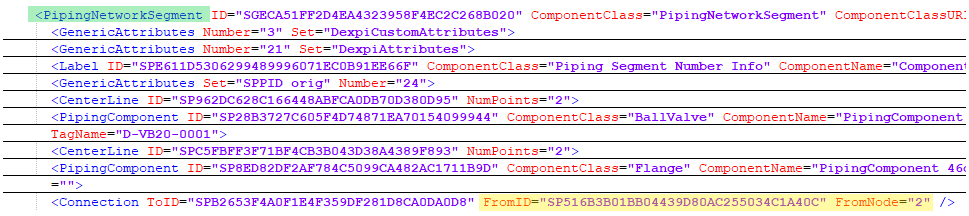 <PipingNetworkSegment ID="SGECA51FF2D4EA4323958F4EC2C268B020" ComponentClass="PipingNetworkSegment" ComponentClassURI
<GenericAttributes Number="3" Set="DexpiCustomAttributes">
<GenericAttributes Number="21" Set="DexpiAttributes">
<Label ID="SPE611D5306299489996071EC0B91EE66F" ComponentClass="Piping Segment Number Info" ComponentName="Component
<GenericAttributes Set="SPPID orig" Number="24">
<CenterLine ID="SP962DC628C166448ABFCA0DB70D380D95" NumPoints="2">
<PipingComponent ID="SP28B3727C605F4D74871EA70154099944" ComponentClass="BallValve" ComponentName="PipingComponent
TagName="D-VB20-0001">
<CenterLine ID="SPC5FBFF3F71BF4CB3B043D38A4389F893" NumPoints="2">
<PipingComponent ID="SP8ED82DF2AF784C5099CA482AC1711B9D" ComponentClass="Flange" ComponentName="PipingComponent 46c
="">
<Connection ToID="SPB2653F4A0F1E4F359DF281D8CA0DA0D8" FromID="SP516B3B01BB04439D80AC255034C1A40C" FromNode="2" />